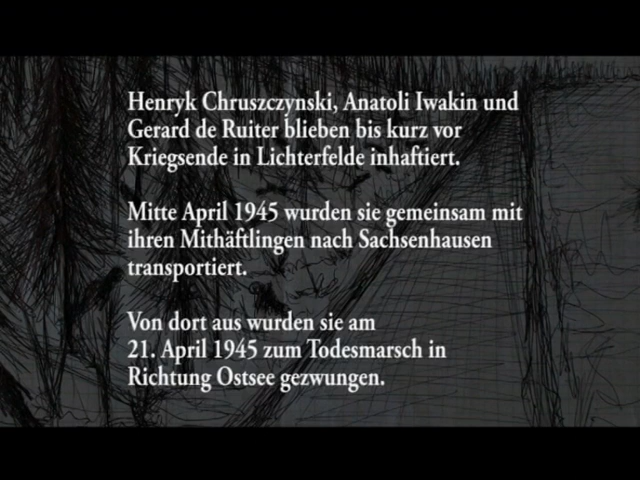 Henryk Chruszczynski, Anatoli Iwakin und
Gerard de Ruiter blieben bis kurz vor
Kriegsende in Lichterfelde inhaftiert.
Mitte April 1945 wurden sie gemeinsam mit
ihren Mithäftlingen nach Sachsenhausen
transportiert.
Von dort aus wurden sie am
21. April 1945 zum Todesmarsch in
Richtung Ostsee gezwungen.